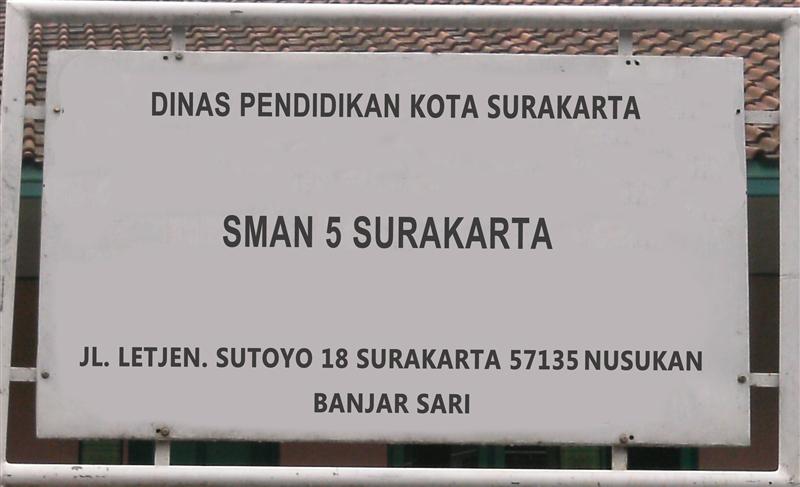 DINAS PENDIDIKAN KOTA SURAKARTA
SMAN 5 SURAKARTA
JL. LETJEN. SUTOYO 18 SURAKARTA 57135 NUSUKAN
BANJAR SARI